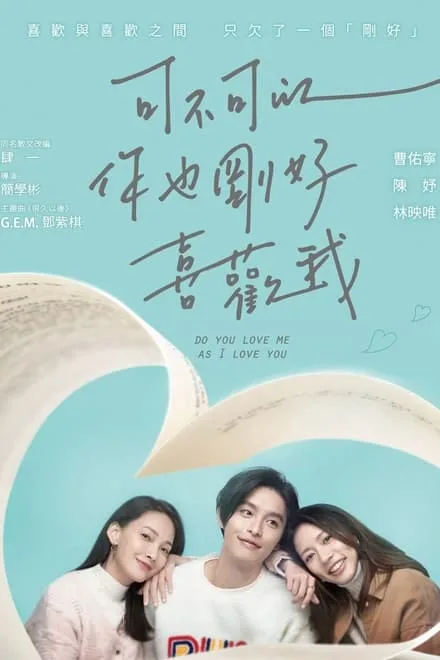 喜歡與喜歡之間 只欠了一個「剛好」
可不可以
你也剛好
喜歡我
同名散文改編
肆一
導演
簡學彬
主題曲《很久以後》
G.E.M. 鄧紫棋
曹佑寧
陳妤
林映唯
DO YOU LOVE ME
AS I LOVE YOU